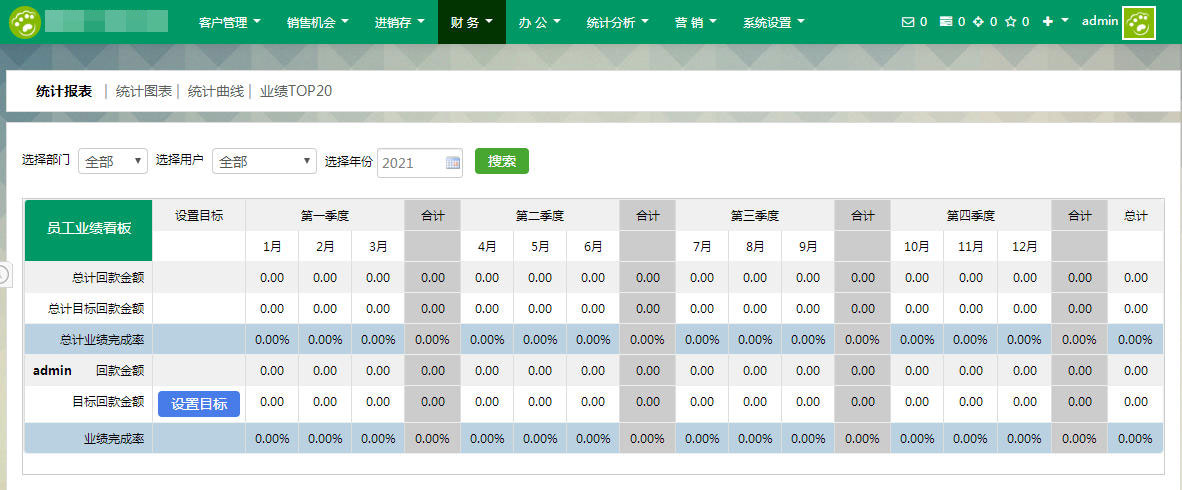 客户管理 销售机会 进销存 财 务 办 公 统计分析 营 销 系统设置 0 0 0 0 admin
统计报表 | 统计图表 | 统计曲线 | 业绩TOP20
选择部门 全部 选择用户 全部 选择年份 2021 搜索
员工业绩看板 设置目标 第一季度 合计 第二季度 合计 第三季度 合计 第四季度 合计 总计
1月 2月 3月 4月 5月 6月 7月 8月 9月 10月 11月 12月
总计回款金额 0.00 0.00 0.00 0.00 0.00 0.00 0.00 0.00 0.00 0.00 0.00 0.00 0.00 0.00 0.00 0.00 0.00
总计目标回款金额 0.00 0.00 0.00 0.00 0.00 0.00 0.00 0.00 0.00 0.00 0.00 0.00 0.00 0.00 0.00 0.00 0.00
总计业绩完成率 0.00% 0.00% 0.00% 0.00% 0.00% 0.00% 0.00% 0.00% 0.00% 0.00% 0.00% 0.00% 0.00% 0.00% 0.00% 0.00% 0.00%
admin 回款金额 0.00 0.00 0.00 0.00 0.00 0.00 0.00 0.00 0.00 0.00 0.00 0.00 0.00 0.00 0.00 0.00 0.00
目标回款金额 设置目标 0.00 0.00 0.00 0.00 0.00 0.00 0.00 0.00 0.00 0.00 0.00 0.00 0.00 0.00 0.00 0.00 0.00
业绩完成率 0.00% 0.00% 0.00% 0.00% 0.00% 0.00% 0.00% 0.00% 0.00% 0.00% 0.00% 0.00% 0.00% 0.00% 0.00% 0.00% 0.00%